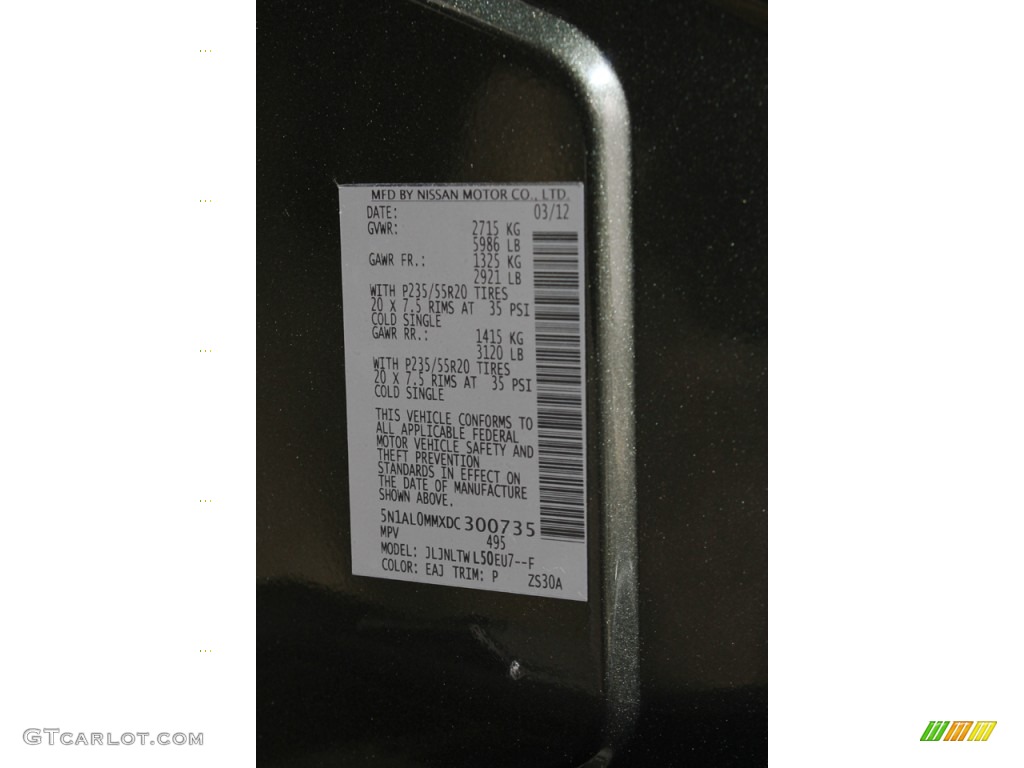 MFD BY NISSAN MOTOR CO., LTD.
DATE: 03/12
GVWR: 2715 KG
5986 LB
GAWR FR.: 1325 KG
2921 LB
WITH P235/55R20 TIRES
20 X 7.5 RIMS AT 35 PSI
COLD SINGLE
GAWR RR.: 1415 KG
3120 LB
WITH P235/55R20 TIRES
20 X 7.5 RIMS AT 35 PSI
COLD SINGLE
THIS VEHICLE CONFORMS TO
ALL APPLICABLE FEDERAL
MOTOR VEHICLE SAFETY AND
THEFT PREVENTION
STANDARDS IN EFFECT ON
THE DATE OF MANUFACTURE
SHOWN ABOVE.
5N1AL0MMXDC300735
MPV 495
MODEL: JLJNLTWL50EU7--F
COLOR: EAJ TRIM: P ZS30A
GTCARLOT.COM